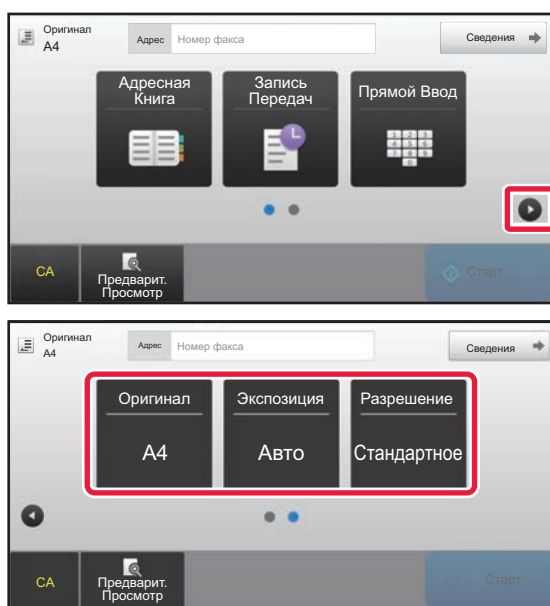 Оригинал
A4
Адрес
Номер факса
Сведения
Адресная
Книга
Запись
Передач
Прямой Ввод
CA
Предварит.
Просмотр
Старт
Оригинал
A4
Адрес
Номер факса
Сведения
Оригинал
Экспозиция
Разрешение
A4
Авто
Стандартное
CA
Предварит.
Просмотр
Старт